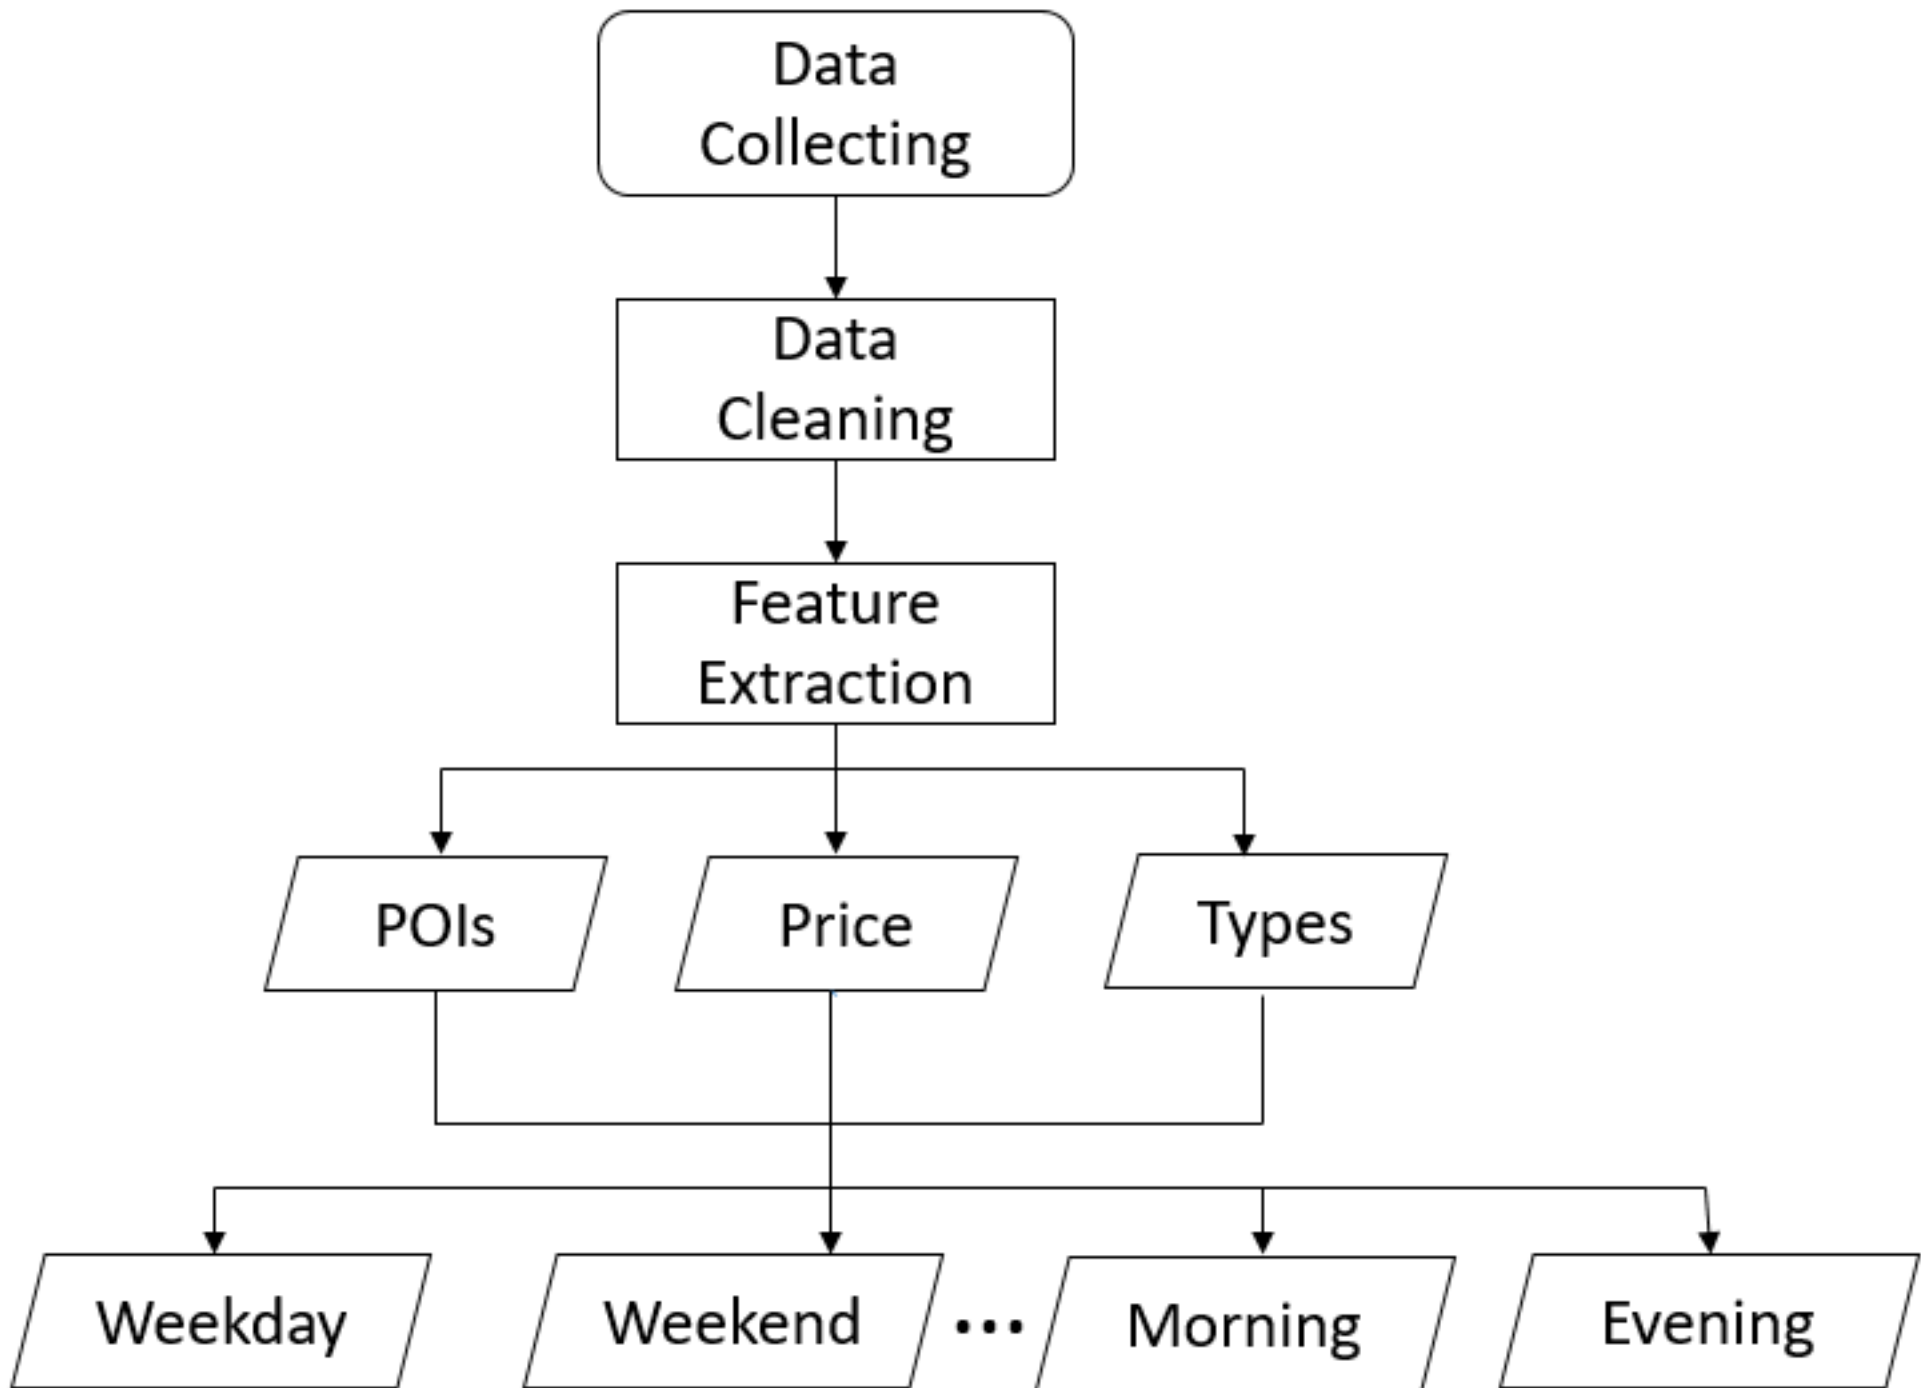 Data
Collecting
Data
Cleaning
Feature
Extraction
POIs
Price
Types
Weekday
Weekend
...
Morning
Evening